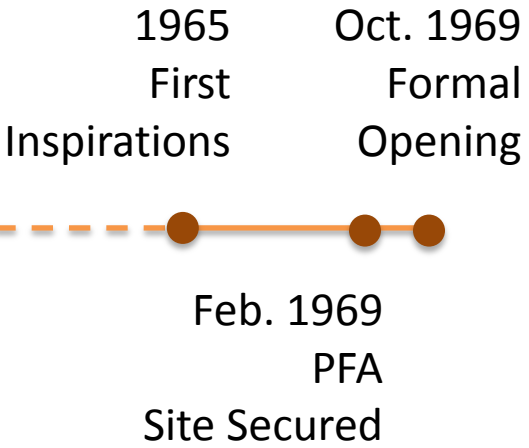 1965
First
Inspirations
Oct. 1969
Formal
Opening
Feb. 1969
PFA
Site Secured